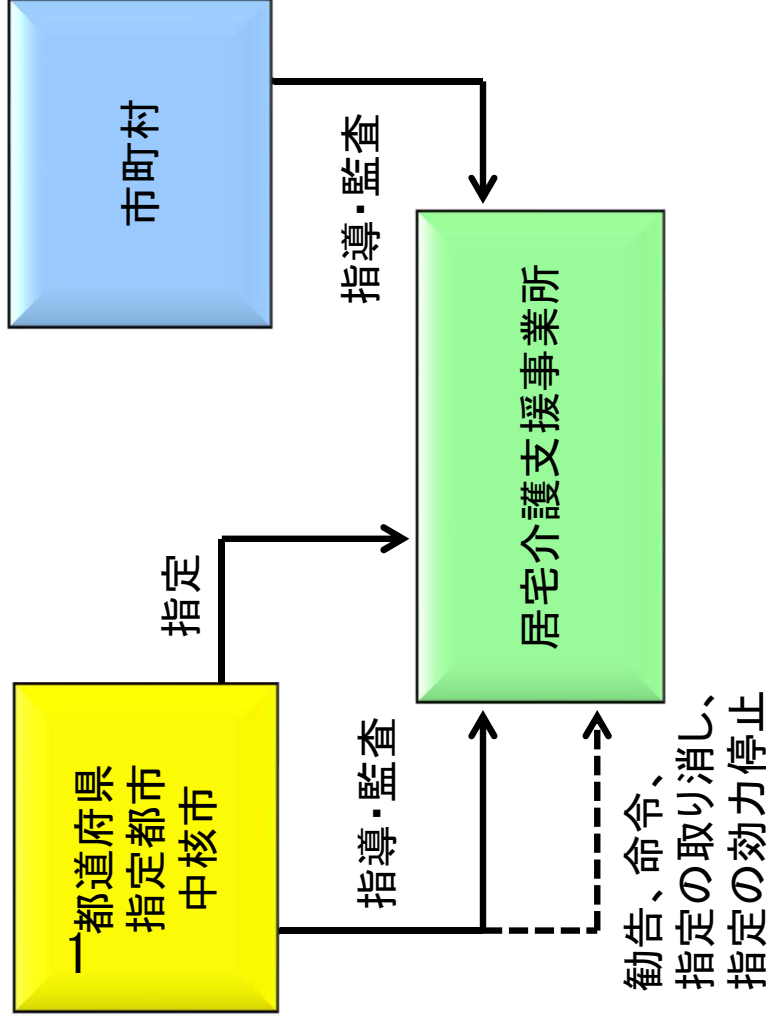 都道府県
指定都市
中核市
指定
市町村
指導・監査
指導・監査
居宅介護支援事業所
勧告、命令、
指定の取り消し、
指定の効力停止